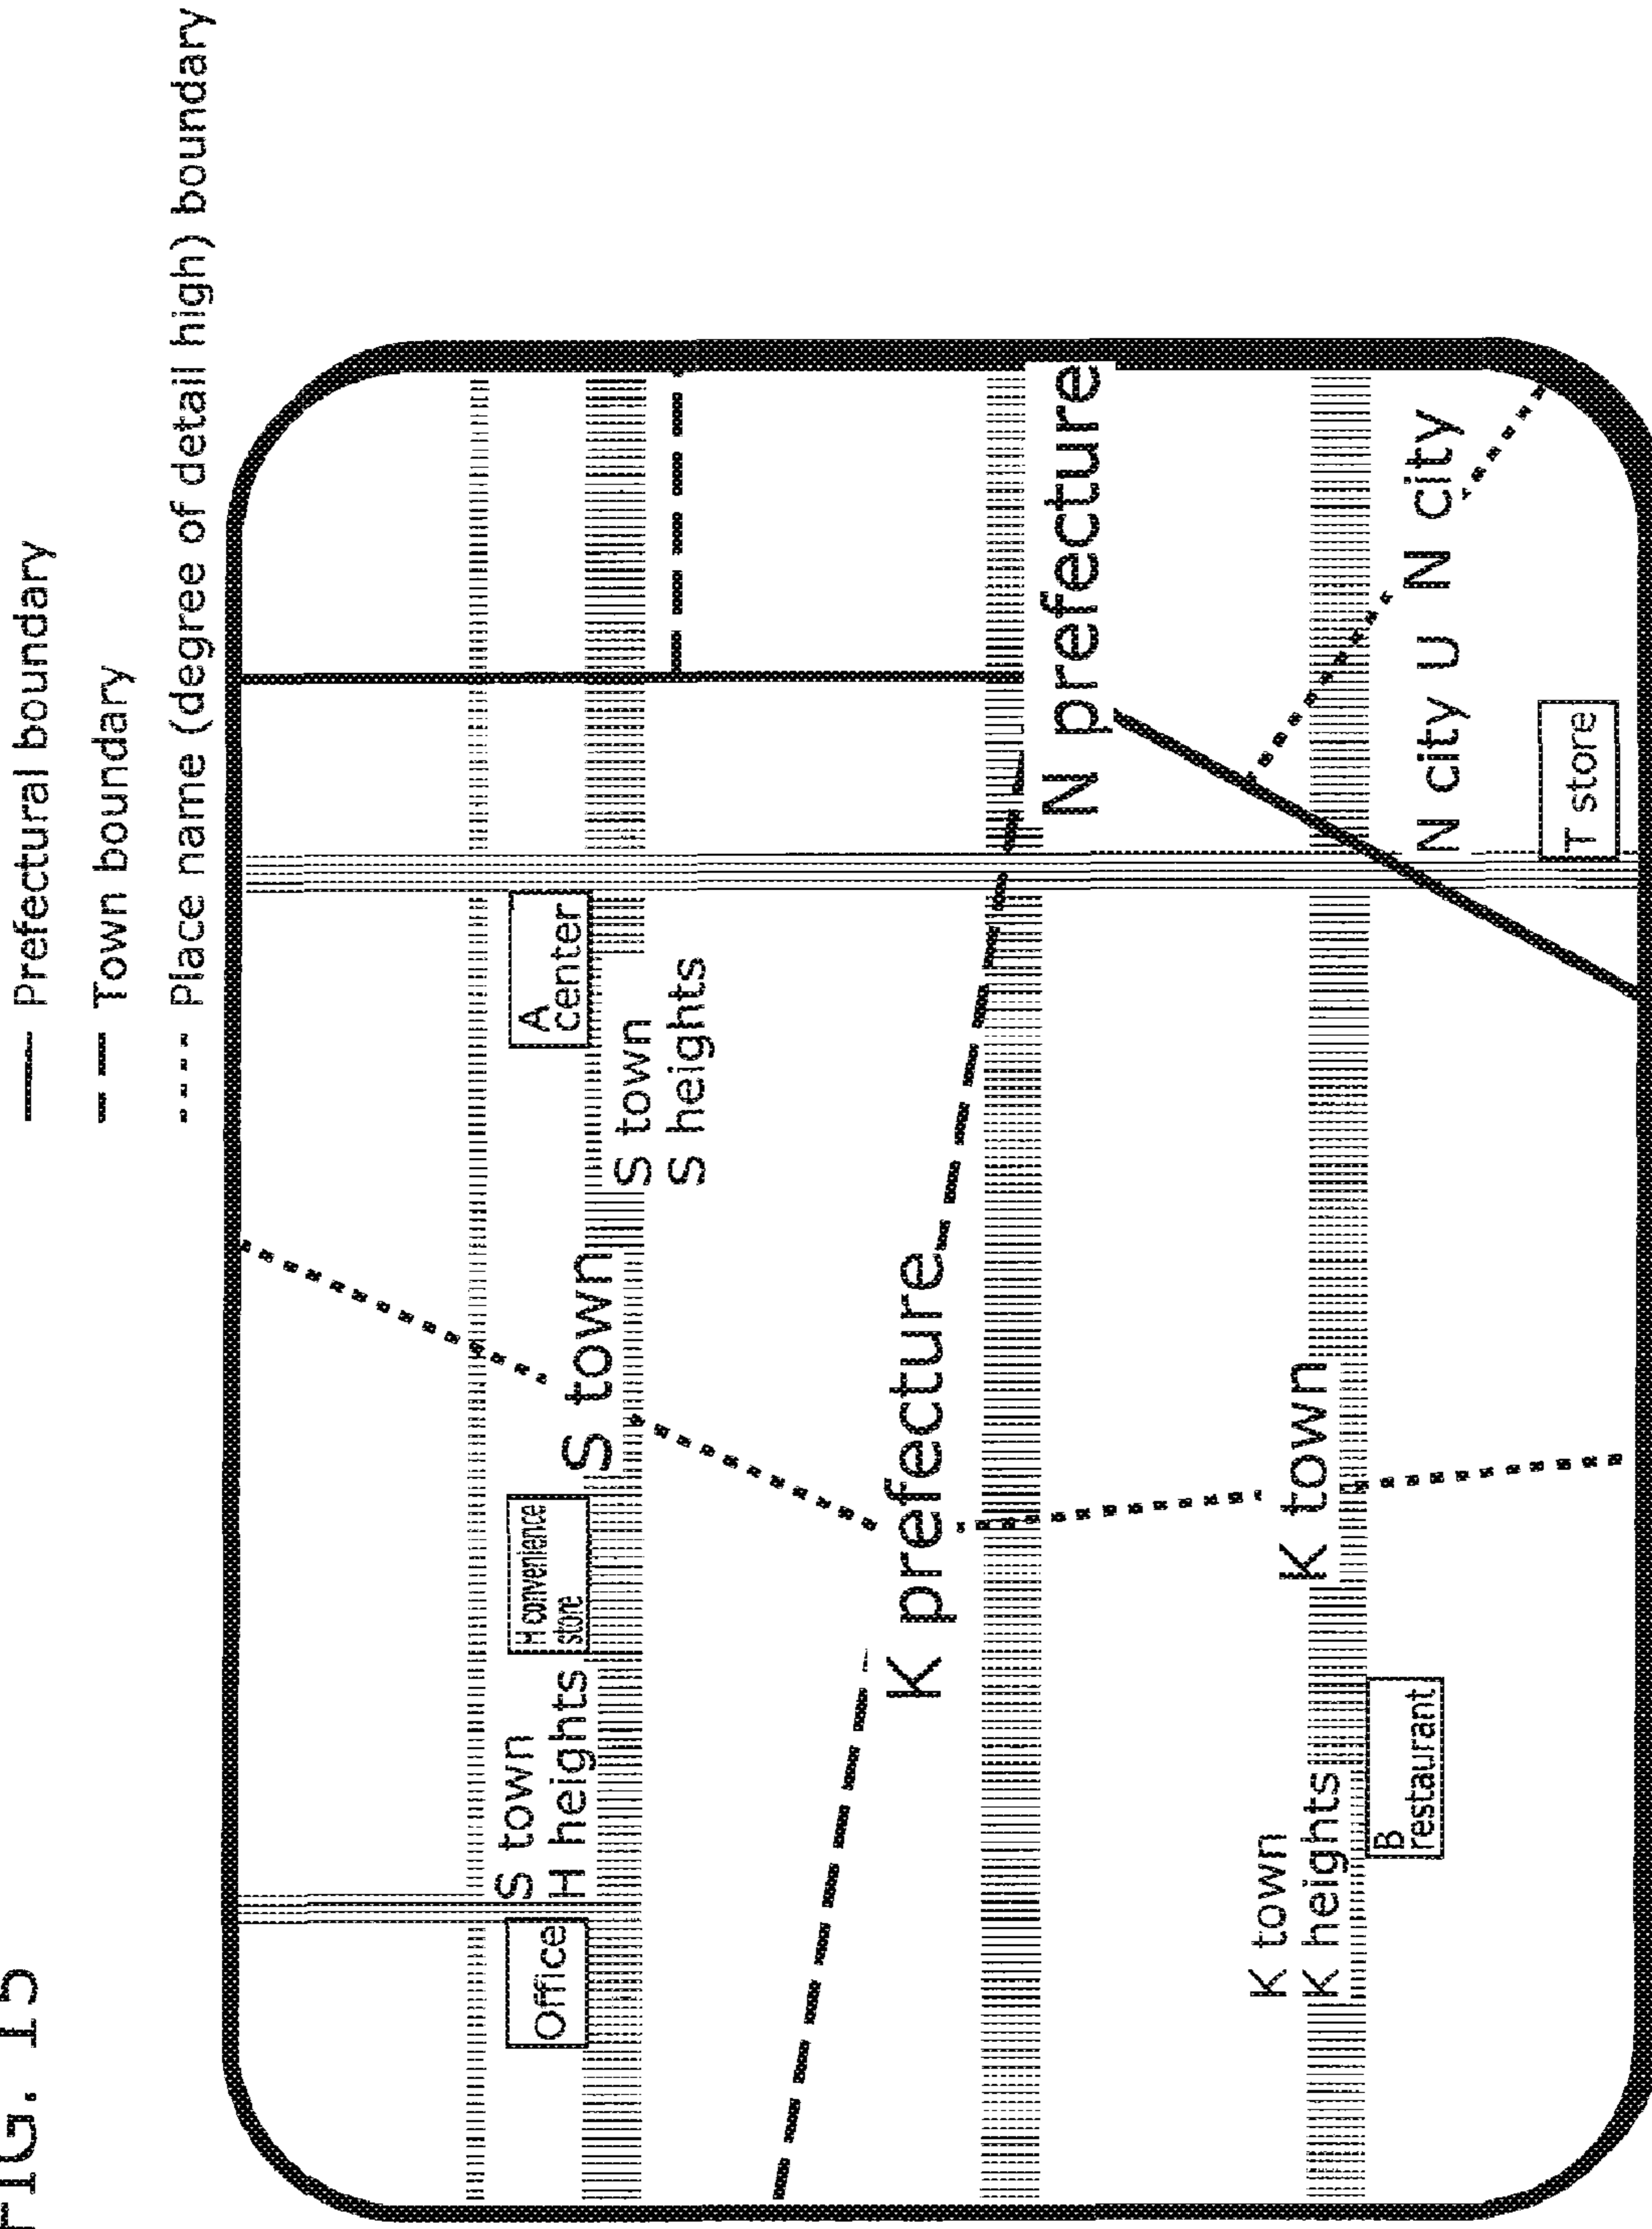 FIG. 15
— Prefectural boundary
-- Town boundary
---- Place name (degree of detail high) boundary
Office
S town
H heights
H convenience
store
A
center
S town
S town
S heights
K prefecture
N prefecture
K town
K town
K heights
B
restaurant
N city U
N city
T store